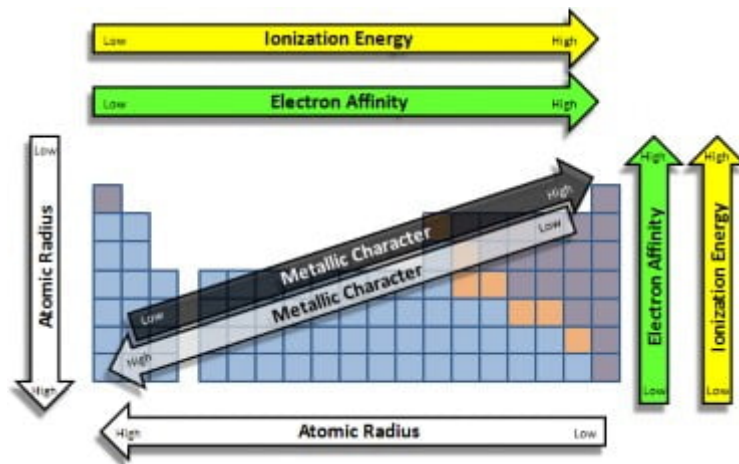 Low Ionization Energy High
Low Electron Affinity High
Low Atomic Radius High
High Metallic Character Low
Low Metallic Character High
High Electron Affinity Low
High Ionization Energy Low
High Atomic Radius Low